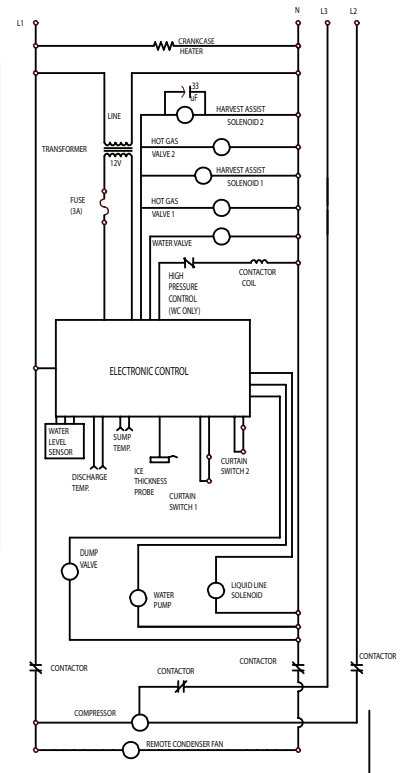 L1
N
L3
L2
CRANKCASE
HEATER
.33
uF
HARVEST ASSIST
SOLENOID 2
LINE
TRANSFORMER
12V
HOT GAS
VALVE 2
HARVEST ASSIST
SOLENOID 1
FUSE
(3A)
HOT GAS
VALVE 1
WATER VALVE
HIGH
PRESSURE
CONTROL
(WC ONLY)
CONTACTOR
COIL
ELECTRONIC CONTROL
WATER
LEVEL
SENSOR
DISCHARGE
TEMP.
SUMP
TEMP.
ICE
THICKNESS
PROBE
CURTAIN
SWITCH 1
CURTAIN
SWITCH 2
DUMP
VALVE
WATER
PUMP
LIQUID LINE
SOLENOID
CONTACTOR
CONTACTOR
CONTACTOR
CONTACTOR
COMPRESSOR
REMOTE CONDENSER FAN